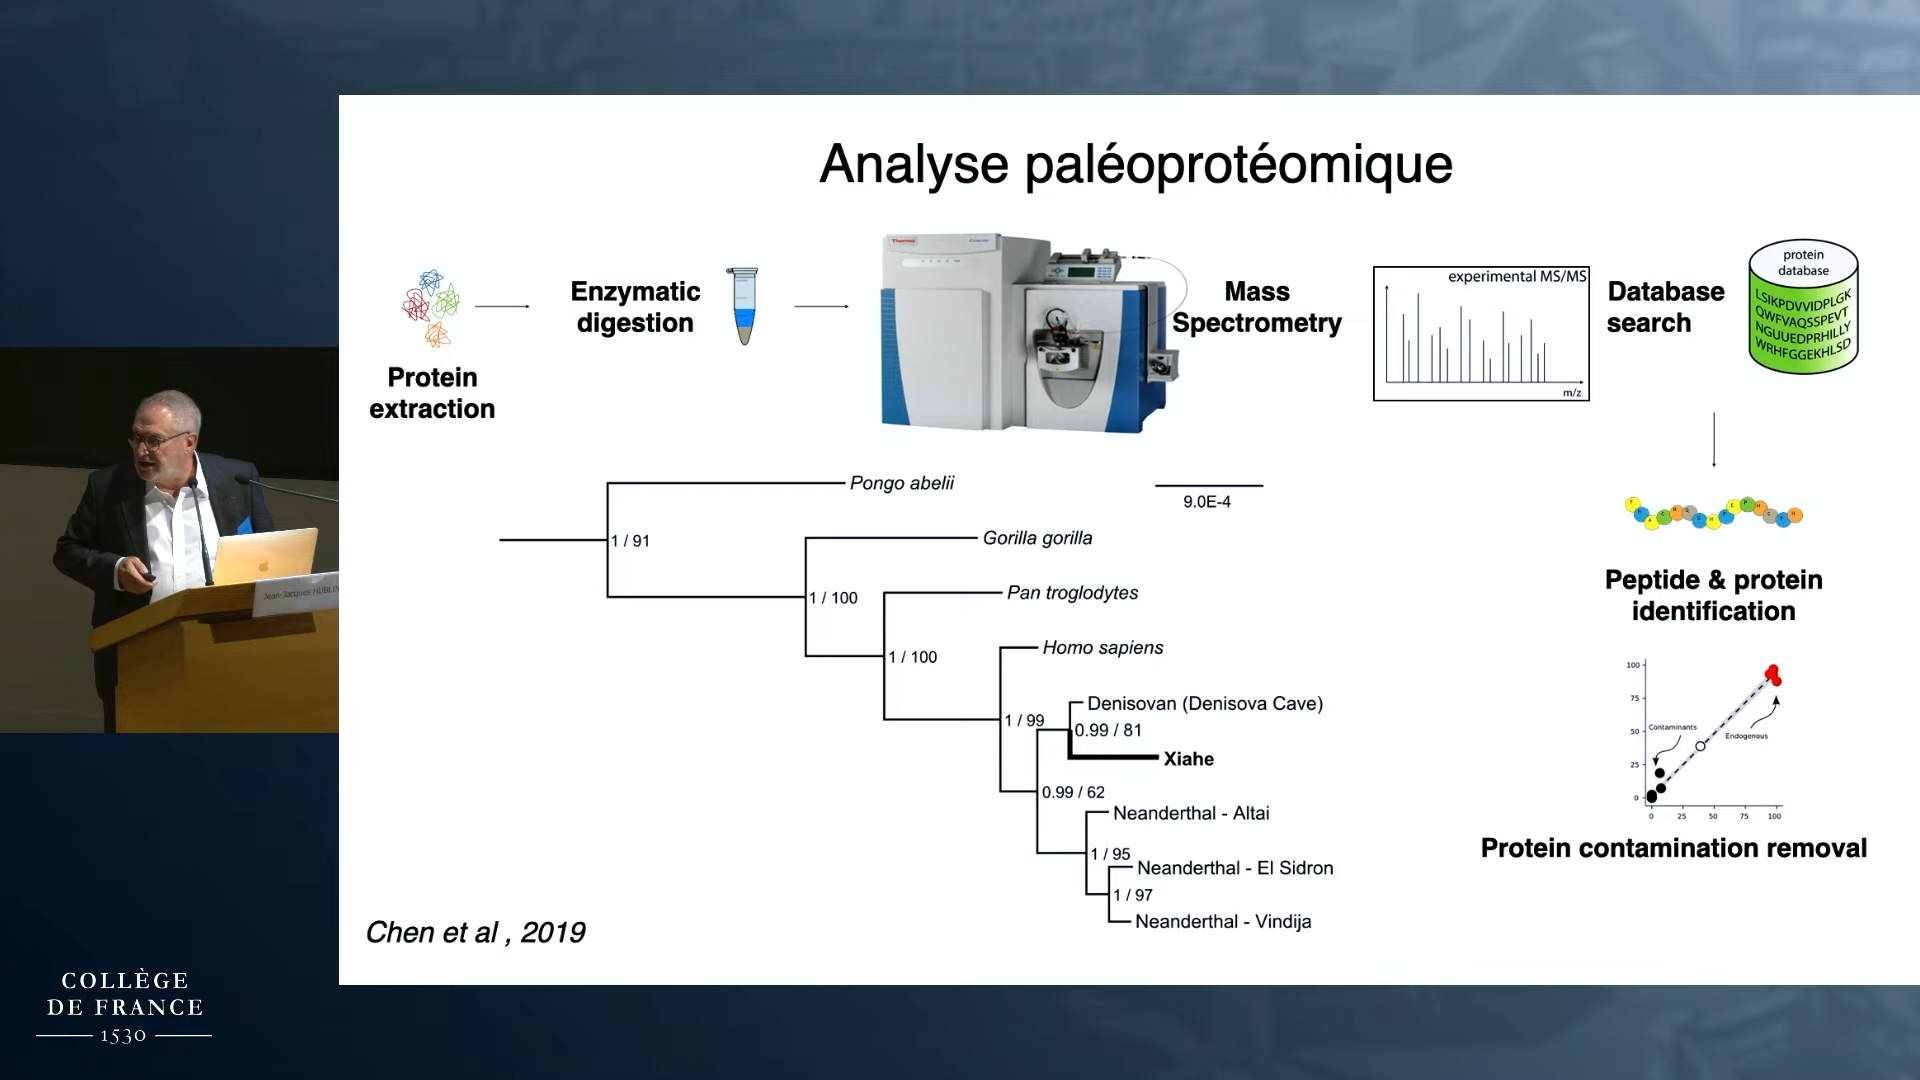 Analyse paléoprotéomique
Protein
extraction
Enzymatic
digestion
Thermo
Mass
Spectrometry
experimental MS/MS
m/z
Database
search
protein
database
LSIKPDVVIDPLGK
QWFVAQSSPEVT
NGUUEDPRHILLY
WRHFGGEKHLSD
Peptide & protein
identification
100
75
50
25
0
Contaminants
Endogenous
0 25 50 75 100
Protein contamination removal
Pongo abelii
9.0E-4
1 / 91
Gorilla gorilla
Pan troglodytes
1 / 100
Homo sapiens
1 / 100
Denisovan (Denisova Cave)
1 / 99
0.99 / 81
Xiahe
0.99 / 62
Neanderthal - Altai
1 / 95
Neanderthal - El Sidron
1 / 97
Neanderthal - Vindija
Chen et al , 2019
Jean-Jacques HUBLIN
COLLÈGE
DE FRANCE
1530